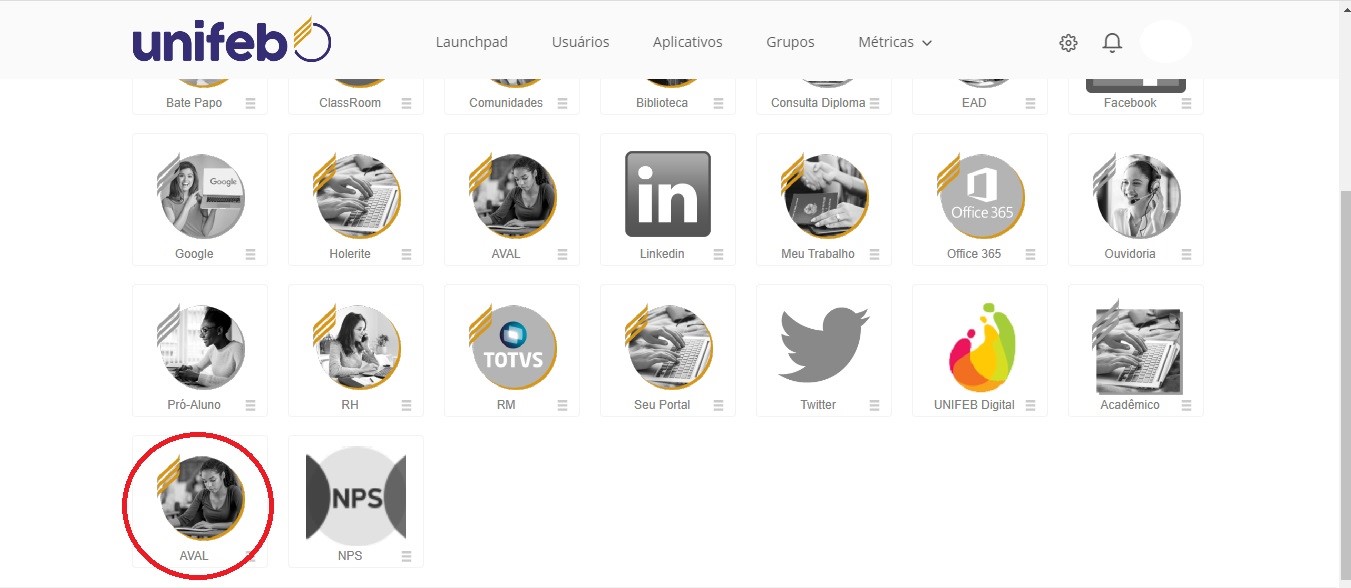 unifeb
Launchpad Usuários Aplicativos Grupos Métricas
Bate Papo ClassRoom Comunidades Biblioteca Consulta Diploma EAD Facebook
Google
in
Office 365
Google Holerite AVAL Linkedin Meu Trabalho Office 365 Ouvidoria
TOTVS
Pró-Aluno RH RM Seu Portal Twitter UNIFEB Digital Acadêmico
NPS
AVAL NPS